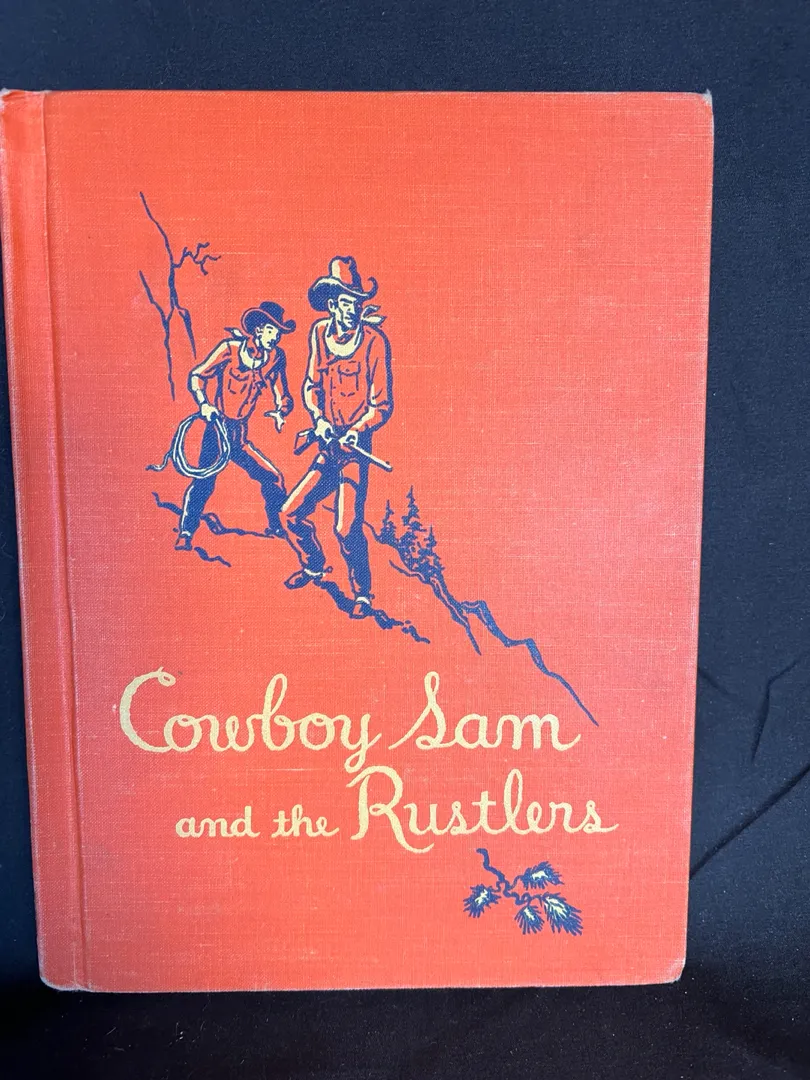 Cowboy Sam
and the Rustlers